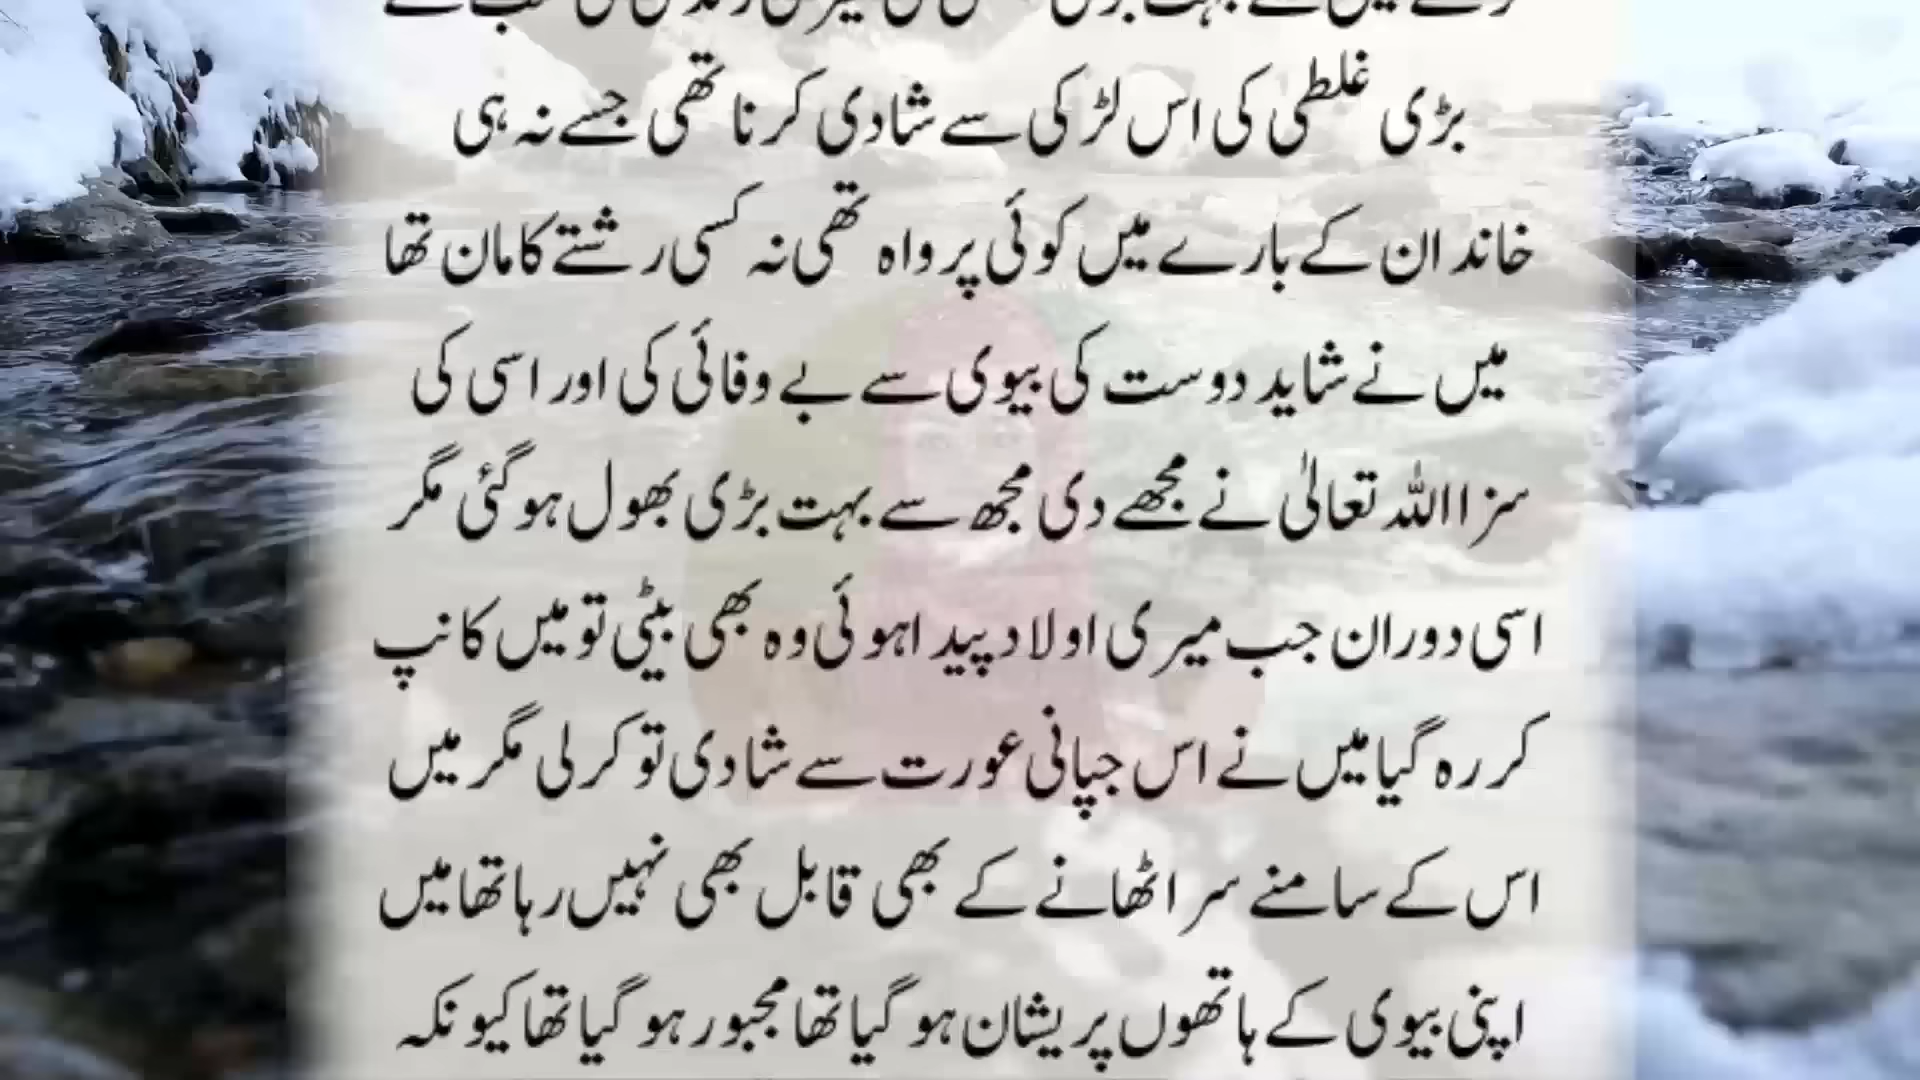 بڑی غلطی کی اس لڑکی سے شادی کرنا تھی جسے نہ ہی
خاندان کے بارے میں کوئی پرواہ تھی نہ کسی رشتے کا مان تھا
میں نے شاید دوست کی بیوی سے بے وفائی کی اور اسی کی
سزا اللہ تعالیٰ نے مجھے دی مجھ سے بہت بڑی بھول ہو گئی مگر
اسی دوران جب میری اولاد پیدا ہوئی وہ بھی بیٹی تو میں کانپ
کر رہ گیا میں نے اس جپانی عورت سے شادی تو کر لی مگر میں
اس کے سامنے سر اٹھانے کے بھی قابل بھی نہیں رہا تھا میں
اپنی بیوی کے ہاتھوں پریشان ہو گیا تھا مجبور ہو گیا تھا کیونکہ